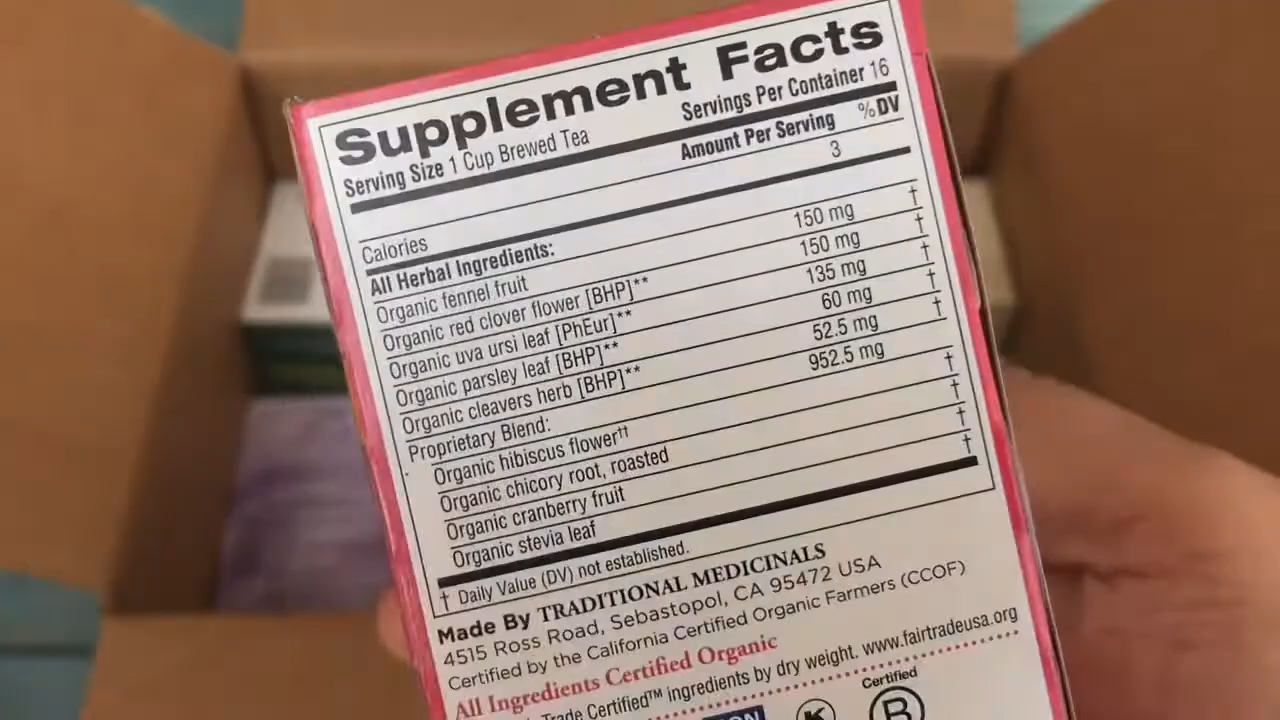 Supplement Facts
Serving Size 1 Cup Brewed Tea Servings Per Container 16
Amount Per Serving %DV
Calories 3
All Herbal Ingredients:
Organic fennel fruit 150 mg †
Organic red clover flower [BHP]** 150 mg †
Organic uva ursi leaf [PhEur]** 135 mg †
Organic parsley leaf [BHP]** 60 mg †
Organic cleavers herb [BHP]** 52.5 mg †
Proprietary Blend: 952.5 mg
Organic hibiscus flower†† †
Organic chicory root, roasted †
Organic cranberry fruit †
Organic stevia leaf †
† Daily Value (DV) not established.
Made By TRADITIONAL MEDICINALS
4515 Ross Road, Sebastopol, CA 95472 USA
Certified by the California Certified Organic Farmers (CCOF)
All Ingredients Certified Organic
Trade Certified™ ingredients by dry weight. www.fairtradeusa.org
Certified
K B